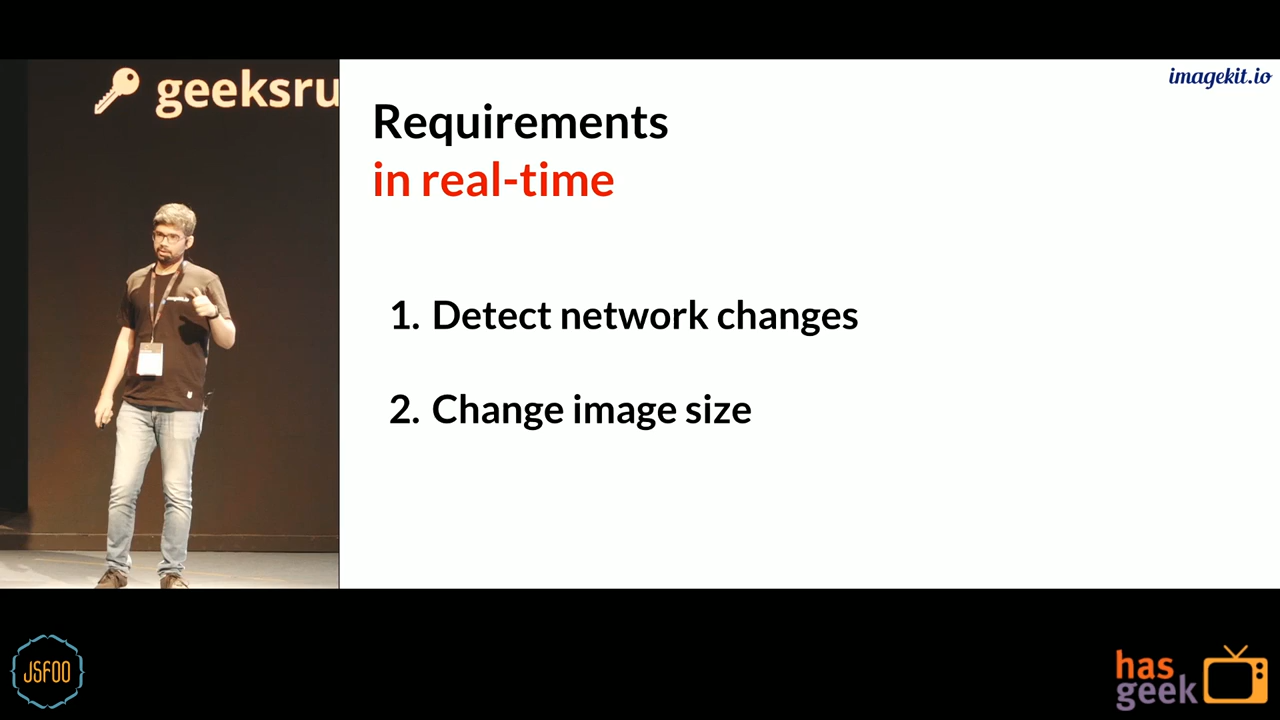 geeksru
imagekit.io
Requirements
in real-time
1. Detect network changes
2. Change image size
JSFOO
has
geek